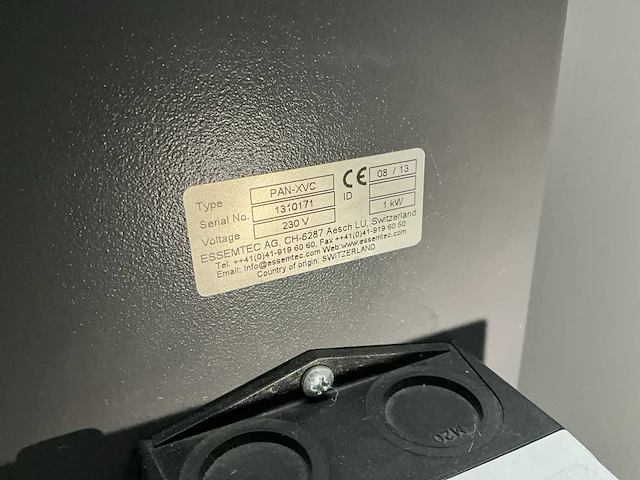 Type PAN-XVC CE 08 / 13
Serial No. 1310171 ID
Voltage 230 V 1 kW
ESSEMTEC AG, CH-6287 Aesch LU, Switzerland
Tel. ++41(0)41-919 60 60, Fax ++41(0)41-919 60 50
Email: Info@essemtec.com Web:www.essemtec.com
Country of origin: SWITZERLAND
M20